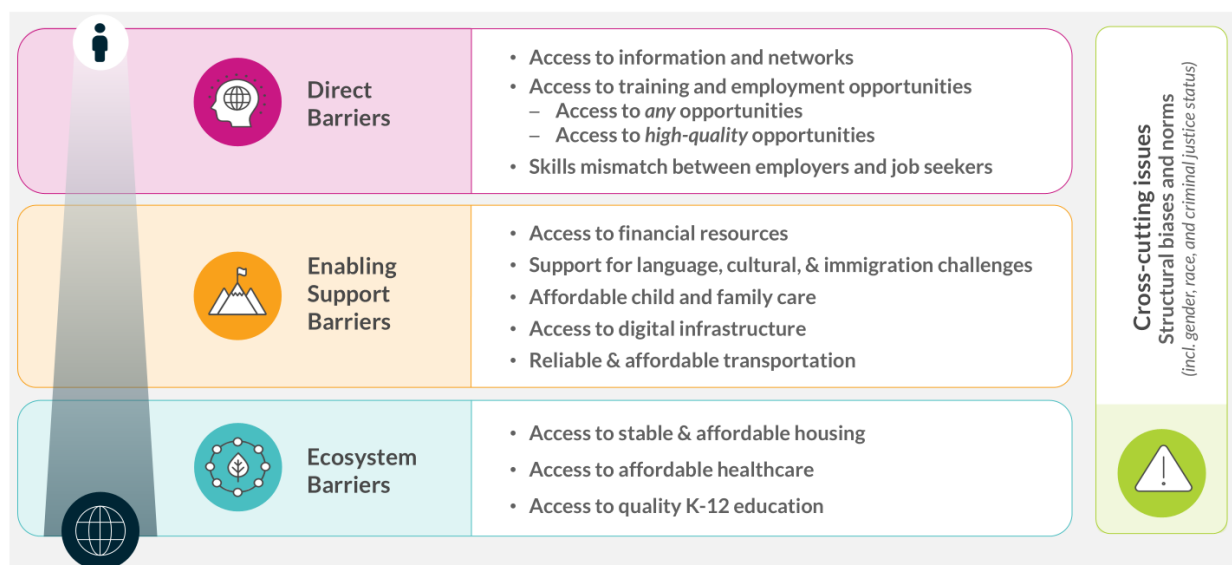 Direct
Barriers
• Access to information and networks
• Access to training and employment opportunities
– Access to any opportunities
– Access to high-quality opportunities
• Skills mismatch between employers and job seekers
Enabling
Support
Barriers
• Access to financial resources
• Support for language, cultural, & immigration challenges
• Affordable child and family care
• Access to digital infrastructure
• Reliable & affordable transportation
Ecosystem
Barriers
• Access to stable & affordable housing
• Access to affordable healthcare
• Access to quality K-12 education
Cross-cutting issues
Structural biases and norms
(incl. gender, race, and criminal justice status)